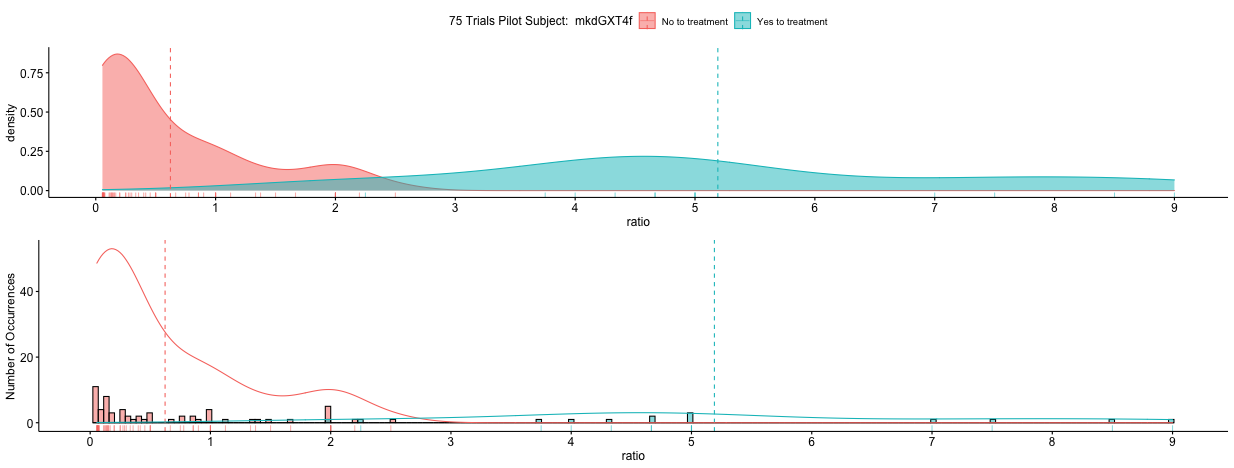 75 Trials Pilot Subject: mkdGXT4f No to treatment Yes to treatment
density
0.75
0.50
0.25
0.00
0 1 2 3 4 5 6 7 8 9
ratio
Number of Occurrences
40
20
0
0 1 2 3 4 5 6 7 8 9
ratio